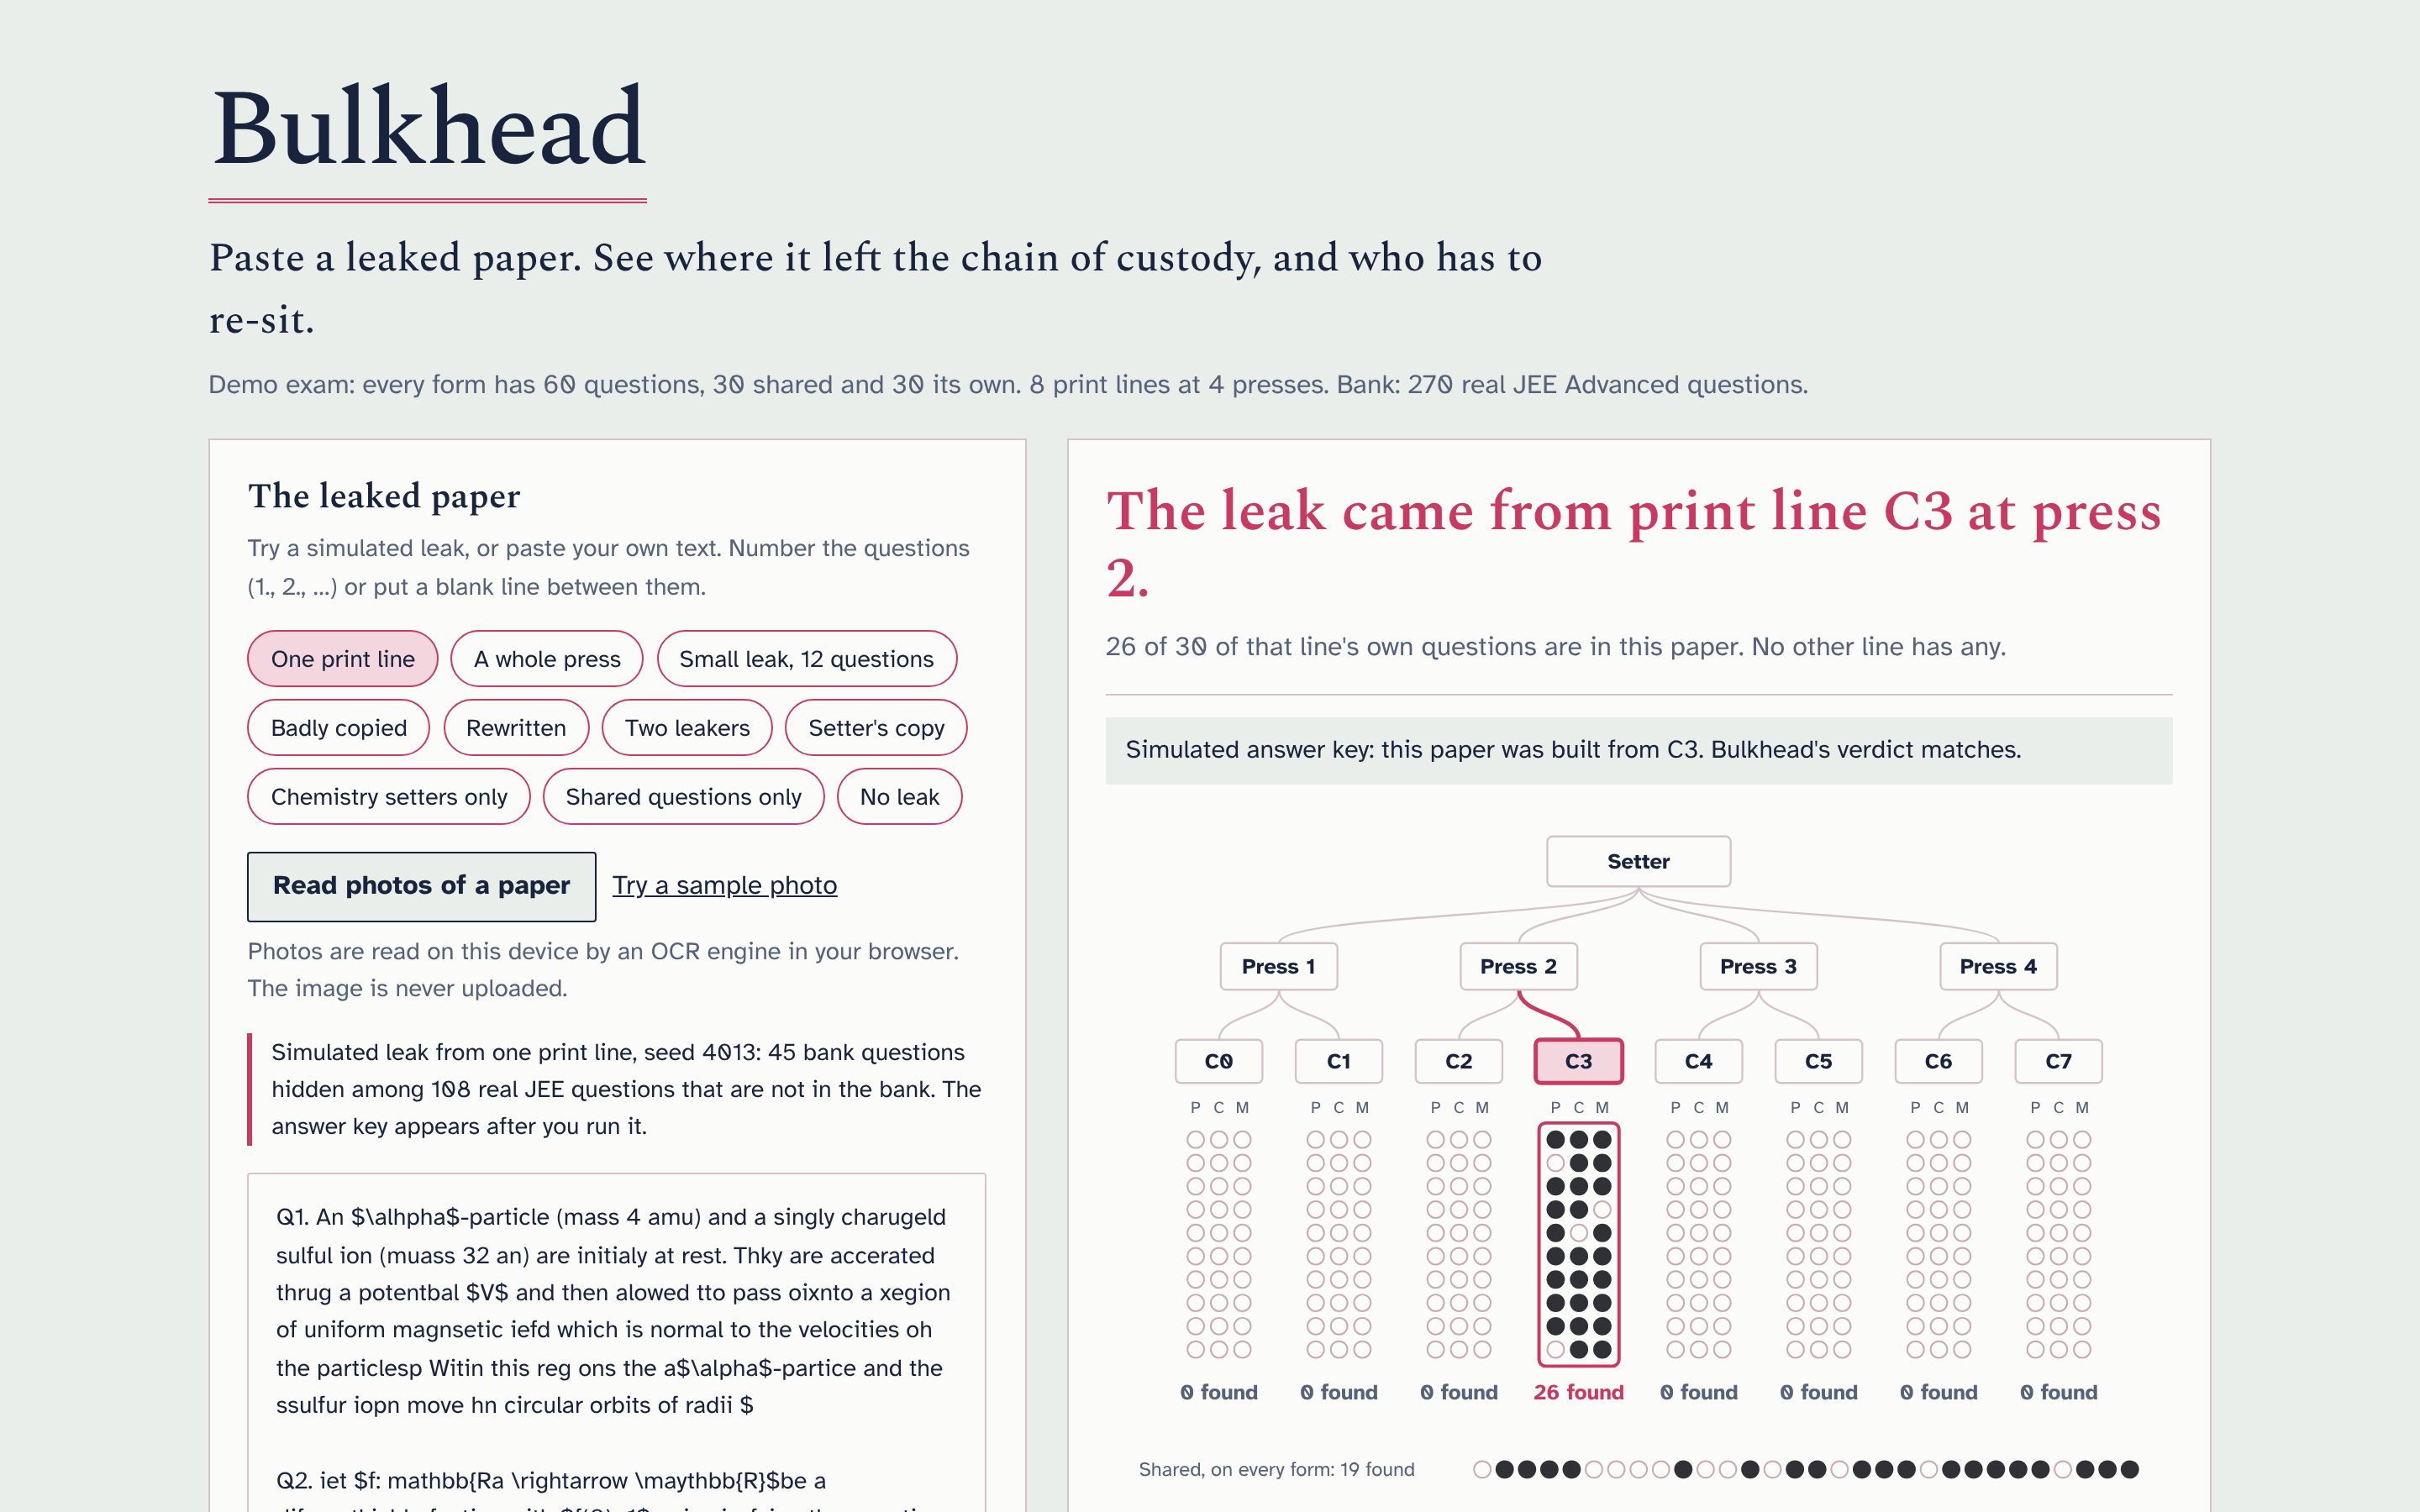 Bulkhead
Paste a leaked paper. See where it left the chain of custody, and who has to
re-sit.
Demo exam: every form has 60 questions, 30 shared and 30 its own. 8 print lines at 4 presses. Bank: 270 real JEE Advanced questions.
The leaked paper
Try a simulated leak, or paste your own text. Number the questions
(1., 2., ...) or put a blank line between them.
One print line
A whole press
Small leak, 12 questions
Badly copied
Rewritten
Two leakers
Setter's copy
Chemistry setters only
Shared questions only
No leak
Read photos of a paper
Try a sample photo
Photos are read on this device by an OCR engine in your browser.
The image is never uploaded.
Simulated leak from one print line, seed 4013: 45 bank questions
hidden among 108 real JEE questions that are not in the bank. The
answer key appears after you run it.
Q1. An $\alhpha$-particle (mass 4 amu) and a singly charugeld
sulful ion (muass 32 an) are initialy at rest. Thky are accerated
thrug a potentbal $V$ and then alowed tto pass oixnto a xegion
of uniform magnsetic iefd which is normal to the velocities oh
the particlesp Witin this reg ons the a$\alpha$-partice and the
ssulfur iopn move hn circular orbits of radii $
Q2. iet $f: mathbb{Ra \rightarrow \maythbb{R}$be a
The leak came from print line C3 at press
2.
26 of 30 of that line's own questions are in this paper. No other line has any.
Simulated answer key: this paper was built from C3. Bulkhead's verdict matches.
Setter
Press 1 Press 2 Press 3 Press 4
C0 C1 C2 C3 C4 C5 C6 C7
P C M P C M P C M P C M P C M P C M P C M P C M
0 found 0 found 0 found 26 found 0 found 0 found 0 found 0 found
Shared, on every form: 19 found